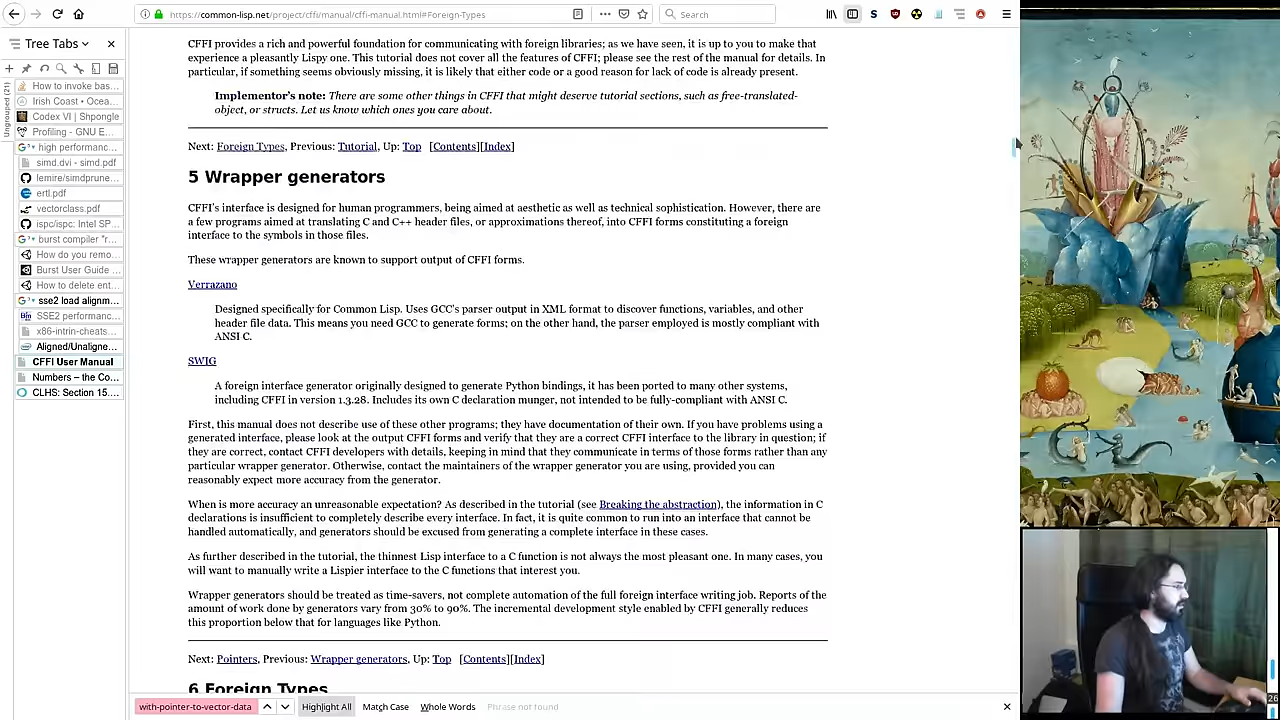 https://common-lisp.net/project/cffi/manual/cffi-manual.html#Foreign-Types
Search
Tree Tabs
Ungrouped (21)
How to invoke bas...
Irish Coast • Ocea...
Codex VI | Shpongle
Profiling - GNU E...
high performanc...
simd.dvi - simd.pdf
lemire/simdprune...
ertl.pdf
vectorclass.pdf
ispc/ispc: Intel SP...
burst compiler "r...
How do you remo...
Burst User Guide ...
How to delete ent...
sse2 load alignm...
SSE2 performanc...
x86-intrin-cheats...
Aligned/Unaligne...
CFFI User Manual
Numbers – the Co...
CLHS: Section 15....
CFFI provides a rich and powerful foundation for communicating with foreign libraries; as we have seen, it is up to you to make that
experience a pleasantly Lispy one. This tutorial does not cover all the features of CFFI; please see the rest of the manual for details. In
particular, if something seems obviously missing, it is likely that either code or a good reason for lack of code is already present.
Implementor's note: There are some other things in CFFI that might deserve tutorial sections, such as free-translated-
object, or structs. Let us know which ones you care about.
Next: Foreign Types, Previous: Tutorial, Up: Top [Contents][Index]
5 Wrapper generators
CFFI's interface is designed for human programmers, being aimed at aesthetic as well as technical sophistication. However, there are
a few programs aimed at translating C and C++ header files, or approximations thereof, into CFFI forms constituting a foreign
interface to the symbols in those files.
These wrapper generators are known to support output of CFFI forms.
Verrazano
Designed specifically for Common Lisp. Uses GCC's parser output in XML format to discover functions, variables, and other
header file data. This means you need GCC to generate forms; on the other hand, the parser employed is mostly compliant with
ANSI C.
SWIG
A foreign interface generator originally designed to generate Python bindings, it has been ported to many other systems,
including CFFI in version 1.3.28. Includes its own C declaration munger, not intended to be fully-compliant with ANSI C.
First, this manual does not describe use of these other programs; they have documentation of their own. If you have problems using a
generated interface, please look at the output CFFI forms and verify that they are a correct CFFI interface to the library in question; if
they are correct, contact CFFI developers with details, keeping in mind that they communicate in terms of those forms rather than any
particular wrapper generator. Otherwise, contact the maintainers of the wrapper generator you are using, provided you can
reasonably expect more accuracy from the generator.
When is more accuracy an unreasonable expectation? As described in the tutorial (see Breaking the abstraction), the information in C
declarations is insufficient to completely describe every interface. In fact, it is quite common to run into an interface that cannot be
handled automatically, and generators should be excused from generating a complete interface in these cases.
As further described in the tutorial, the thinnest Lisp interface to a C function is not always the most pleasant one. In many cases, you
will want to manually write a Lispier interface to the C functions that interest you.
Wrapper generators should be treated as time-savers, not complete automation of the full foreign interface writing job. Reports of the
amount of work done by generators vary from 30% to 90%. The incremental development style enabled by CFFI generally reduces
this proportion below that for languages like Python.
Next: Pointers, Previous: Wrapper generators, Up: Top [Contents][Index]
6 Foreign Types
with-pointer-to-vector-data
Highlight All
Match Case
Whole Words
Phrase not found
26